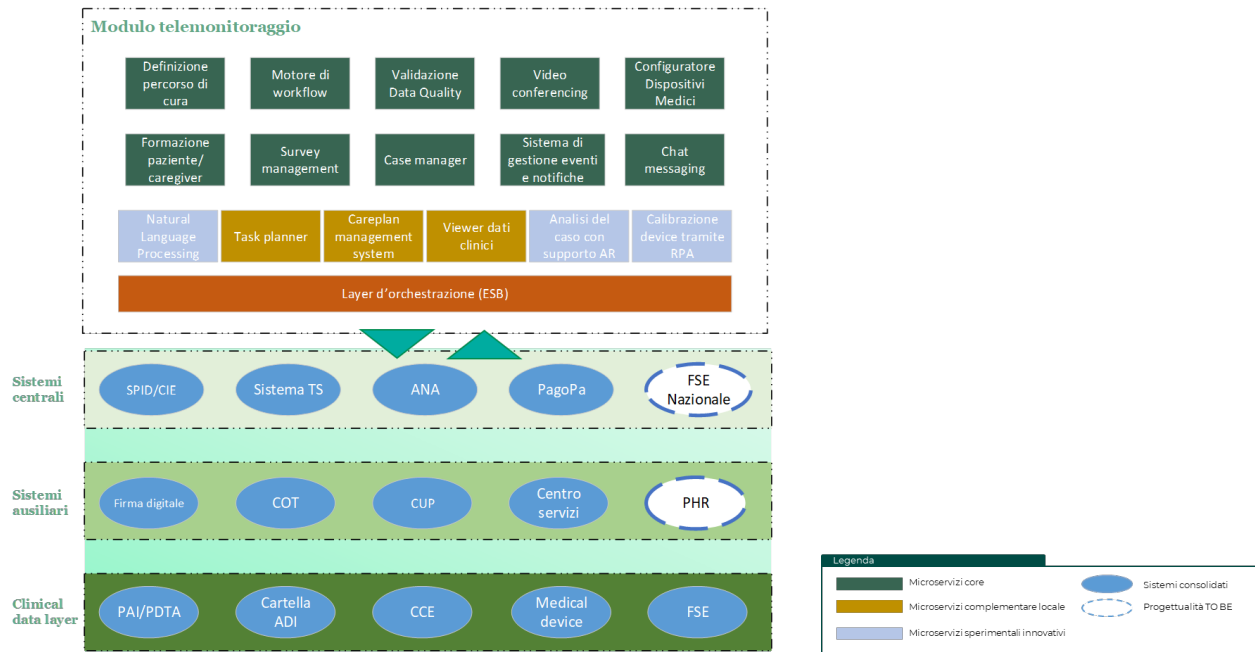 Modulo telemonitoraggio
Definizione
percorso di
cura
Motore di
workflow
Validazione
Data Quality
Video
conferencing
Configuratore
Dispositivi
Medici
Formazione
paziente/
caregiver
Survey
management
Case manager
Sistema di
gestione eventi
e notifiche
Chat
messaging
Natural
Language
Processing
Task planner
Careplan
management
system
Viewer dati
clinici
Analisi del
caso con
supporto AR
Calibrazione
device tramite
RPA
Layer d'orchestrazione (ESB)
Sistemi
centrali
SPID/CIE
Sistema TS
ANA
PagoPa
FSE
Nazionale
Sistemi
ausiliari
Firma digitale
COT
CUP
Centro
servizi
PHR
Clinical
data layer
PAI/PDTA
Cartella
ADI
CCE
Medical
device
FSE
Legenda
Microservizi core
Microservizi complementare locale
Microservizi sperimentali innovativi
Sistemi consolidati
Progettualità TO BE